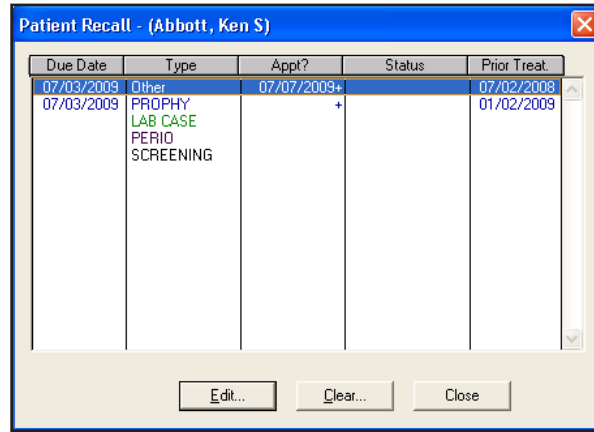 Patient Recall - (Abbott, Ken S)
Due Date Type Appt? Status Prior Treat.
07/03/2009 Other 07/07/2009+ 07/02/2008
07/03/2009 PROPHY + 01/02/2009
LAB CASE
PERIO
SCREENING
Edit... Clear... Close